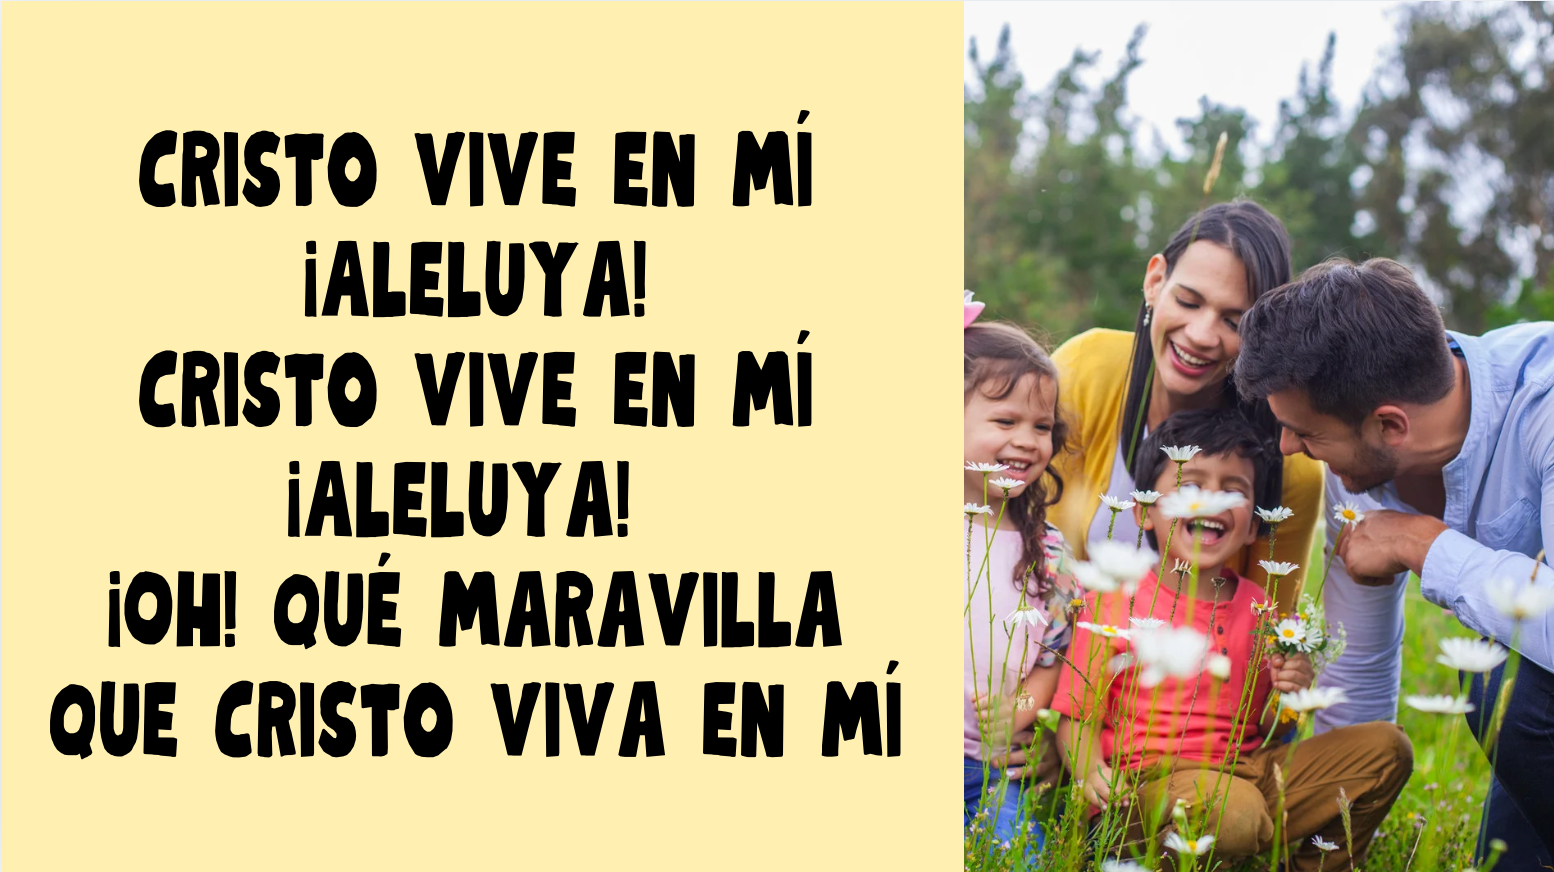 CRISTO VIVE EN MÍ
¡ALELUYA!
CRISTO VIVE EN MÍ
¡ALELUYA!
¡OH! QUÉ MARAVILLA
QUE CRISTO VIVA EN MÍ